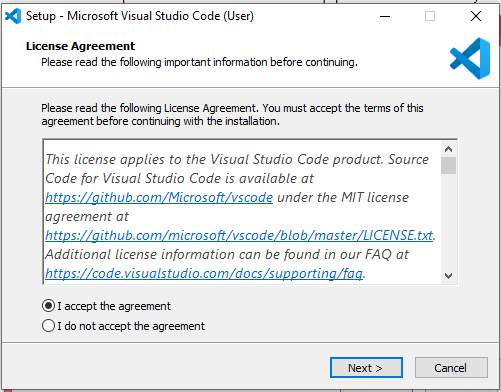 Setup - Microsoft Visual Studio Code (User)
License Agreement
Please read the following important information before continuing.
Please read the following License Agreement. You must accept the terms of this
agreement before continuing with the installation.
This license applies to the Visual Studio Code product. Source
Code for Visual Studio Code is available at
https://github.com/Microsoft/vscode under the MIT license
agreement at
https://github.com/microsoft/vscode/blob/master/LICENSE.txt.
Additional license information can be found in our FAQ at
https://code.visualstudio.com/docs/supporting/faq.
I accept the agreement
I do not accept the agreement
Next >
Cancel